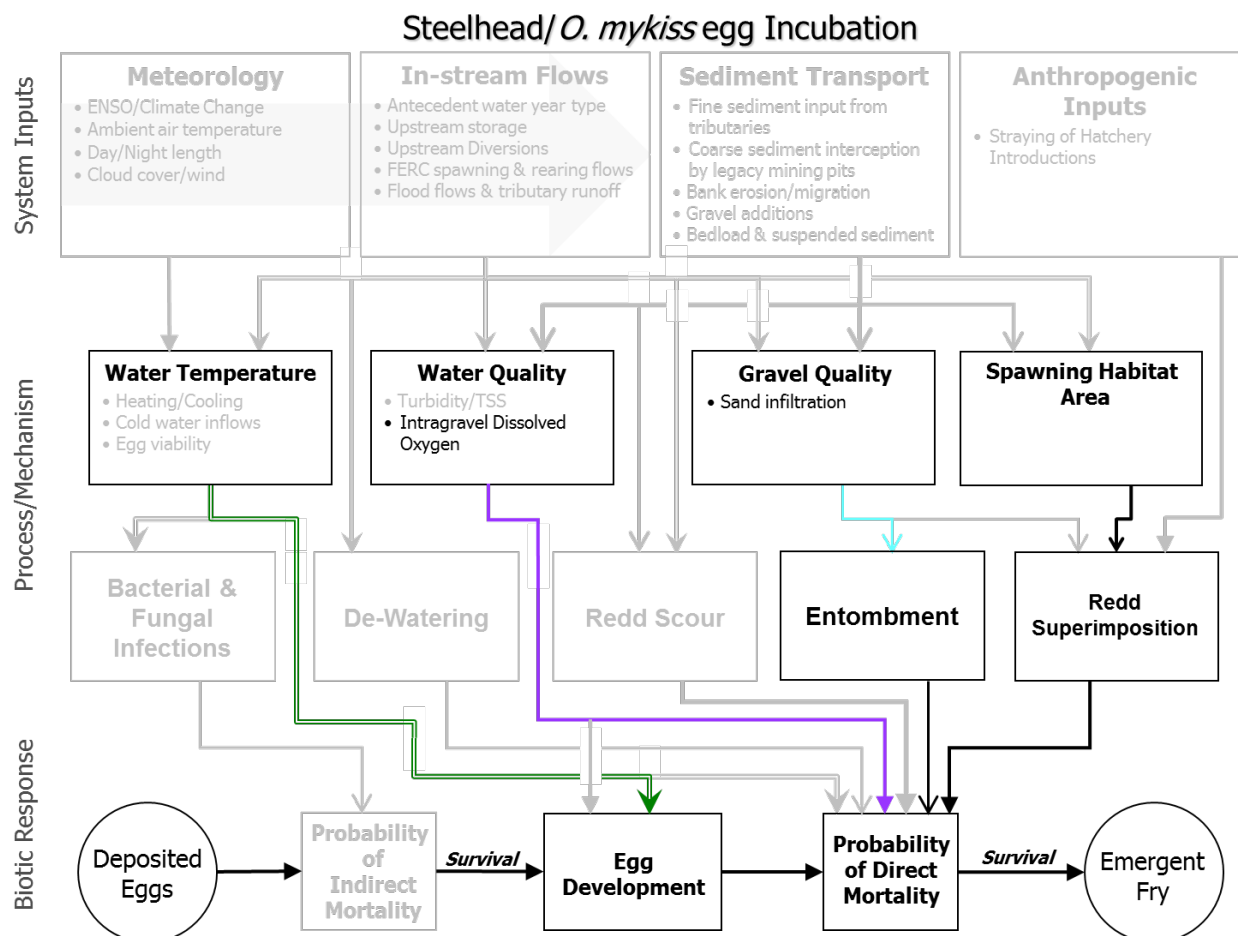 Steelhead/O. mykiss egg Incubation
System Inputs
Meteorology
• ENSO/Climate Change
• Ambient air temperature
• Day/Night length
• Cloud cover/wind
In-stream Flows
• Antecedent water year type
• Upstream storage
• Upstream Diversions
• FERC spawning & rearing flows
• Flood flows & tributary runoff
Sediment Transport
• Fine sediment input from
tributaries
• Coarse sediment interception
by legacy mining pits
• Bank erosion/migration
• Gravel additions
• Bedload & suspended sediment
Anthropogenic
Inputs
• Straying of Hatchery
Introductions
Process/Mechanism
Water Temperature
• Heating/Cooling
• Cold water inflows
• Egg viability
Water Quality
• Turbidity/TSS
• Intragravel Dissolved
Oxygen
Gravel Quality
• Sand infiltration
Spawning Habitat
Area
Bacterial &
Fungal
Infections
De-Watering
Redd Scour
Entombment
Redd
Superimposition
Biotic Response
Deposited
Eggs
Probability
of
Indirect
Mortality
Survival
Egg
Development
Probability
of Direct
Mortality
Survival
Emergent
Fry